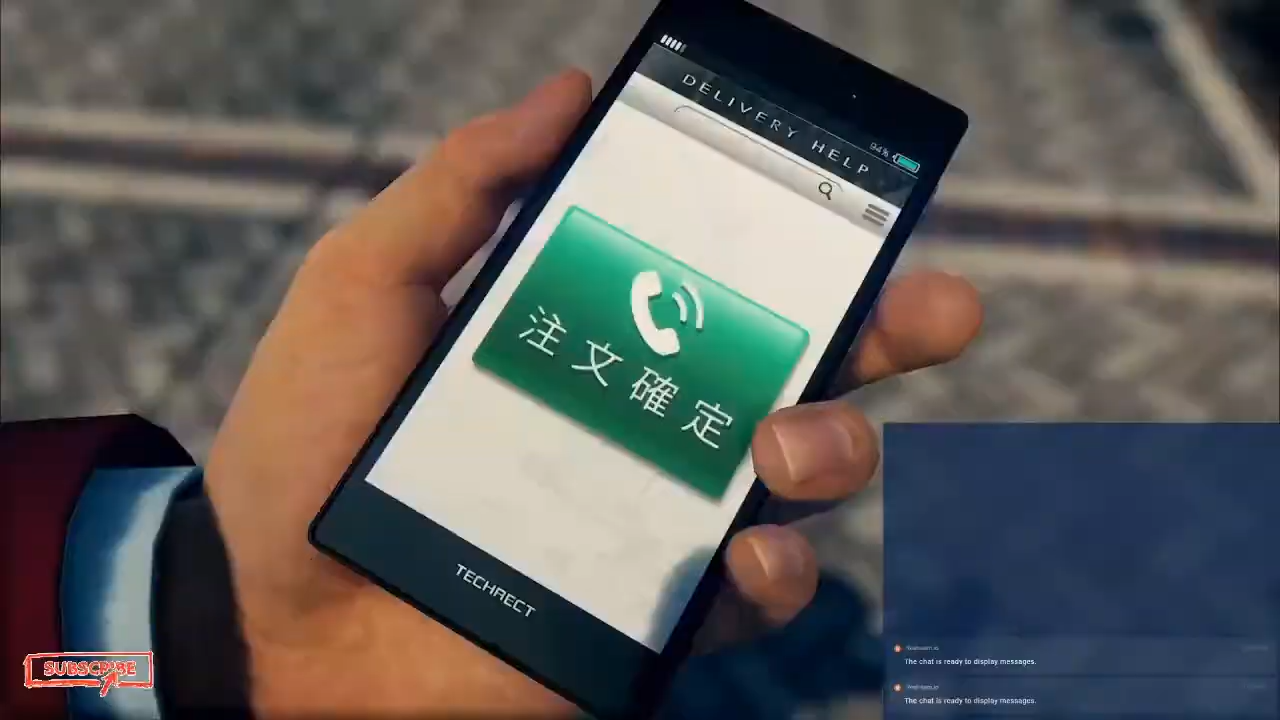 DELIVERY HELP
94%
注文確定
TECHRECT
SUBSCRIBE
The chat is ready to display messages.
The chat is ready to display messages.